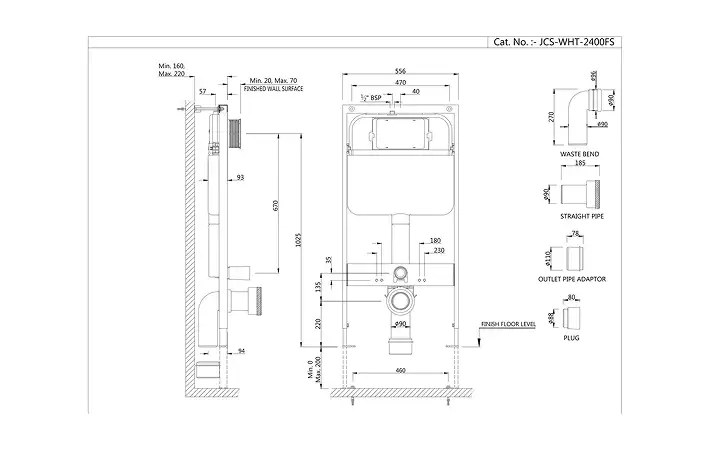 Cat. No. :- JCS-WHT-2400FS
Min. 160,
Max. 220
57
Min. 20, Max. 70
FINISHED WALL SURFACE
556
470
½" BSP
40
93
670
1025
35
135
220
Min. 0
Max. 200
180
230
ø90
94
460
FINISH FLOOR LEVEL
ø96
270
ø90
ø90
WASTE BEND
185
ø90
STRAIGHT PIPE
78
ø110
OUTLET PIPE ADAPTOR
80
ø88
PLUG